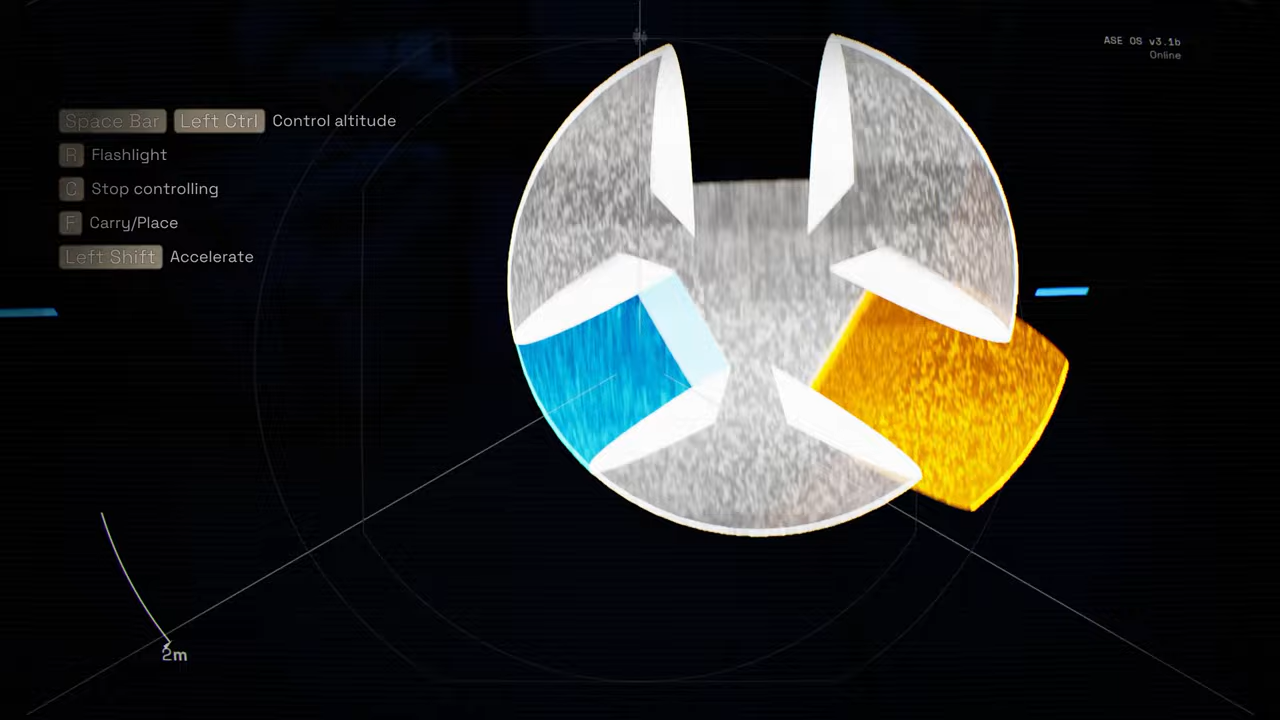 ASE OS v3.1b
Online
Space Bar Left Ctrl Control altitude
R Flashlight
C Stop controlling
F Carry/Place
Left Shift Accelerate
2m